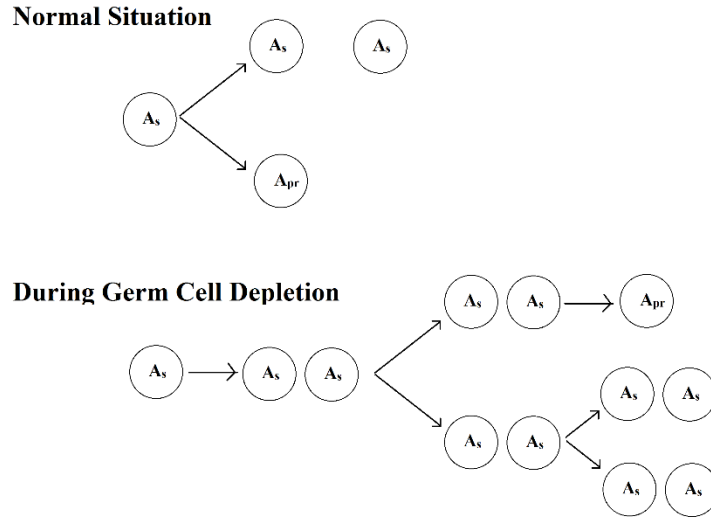 Normal Situation
As As
As
Apr
During Germ Cell Depletion
As As Apr
As As As
As As
As As
As As